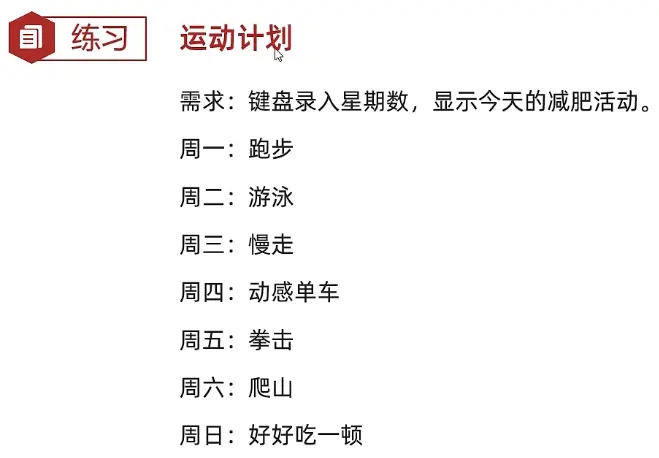 练习
运动计划
需求：键盘录入星期数，显示今天的减肥活动。
周一：跑步
周二：游泳
周三：慢走
周四：动感单车
周五：拳击
周六：爬山
周日：好好吃一顿